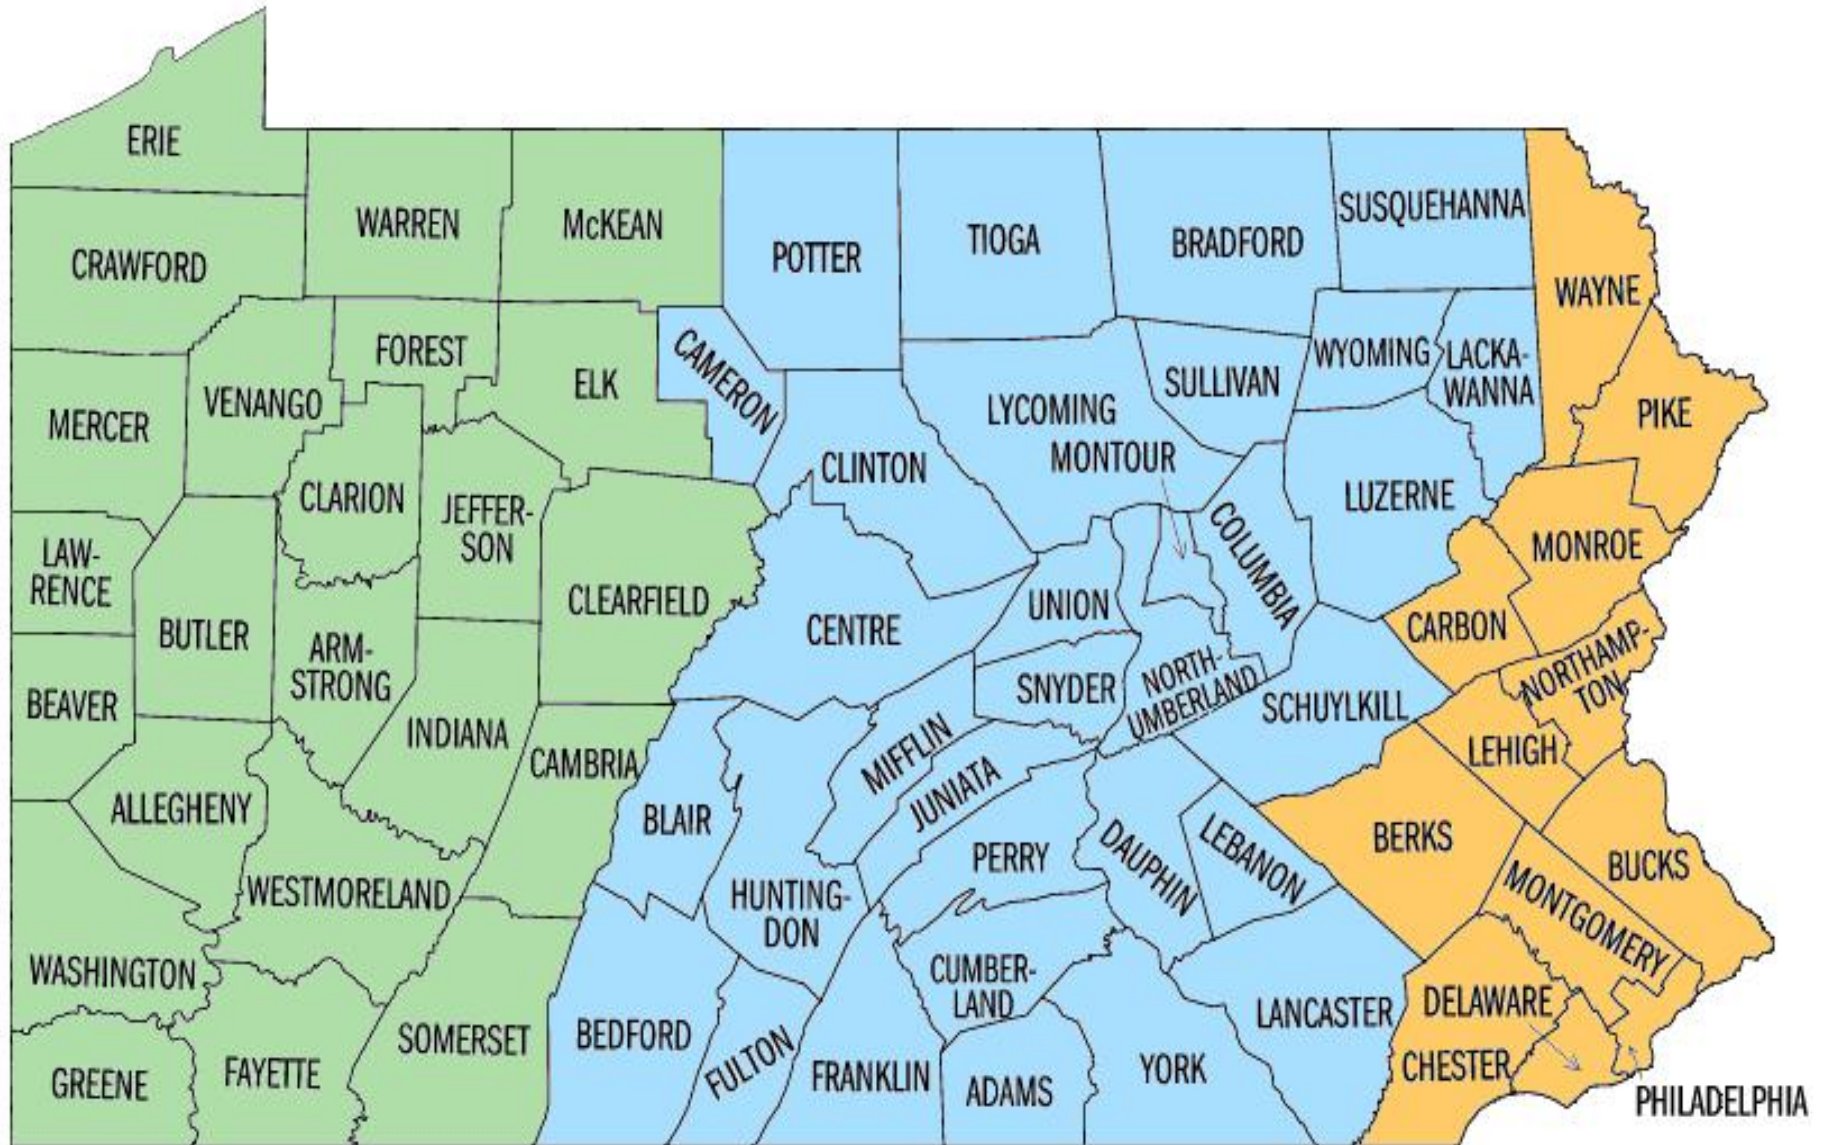 ERIE
WARREN
McKEAN
SUSQUEHANNA
POTTER
TIOGA
BRADFORD
CRAWFORD
WAYNE
FOREST
CAMERON
WYOMING
LACKA-
WANNA
ELK
SULLIVAN
VENANGO
LYCOMING
PIKE
MERCER
MONTOUR
CLINTON
CLARION
LUZERNE
JEFFER-
SON
COLUMBIA
MONROE
LAW-
RENCE
CLEARFIELD
UNION
CENTRE
CARBON
BUTLER
ARM-
STRONG
NORTHAMP-
TON
SNYDER
NORTH-
UMBERLAND
BEAVER
SCHUYLKILL
INDIANA
MIFFLIN
LEHIGH
CAMBRIA
JUNIATA
ALLEGHENY
BLAIR
BERKS
PERRY
DAUPHIN
LEBANON
BUCKS
WESTMORELAND
HUNTING-
DON
MONTGOMERY
WASHINGTON
CUMBER-
LAND
DELAWARE
LANCASTER
SOMERSET
BEDFORD
FULTON
CHESTER
GREENE
FAYETTE
FRANKLIN
ADAMS
YORK
PHILADELPHIA